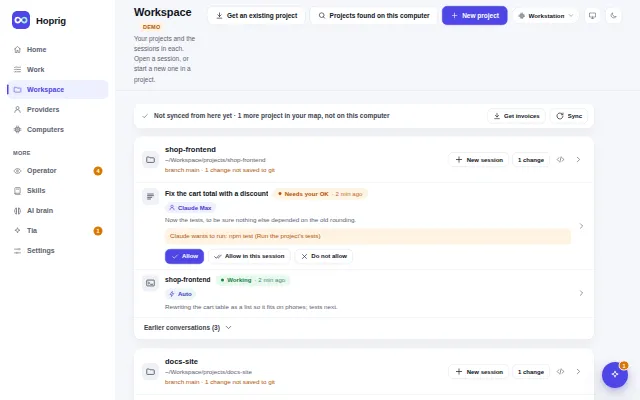 Hoprig
Home
Work
Workspace
Providers
Computers
MORE
Operator 4
Skills
AI brain
Tia 1
Settings
Workspace
DEMO
Your projects and the
sessions in each.
Open a session, or
start a new one in a
project.
Get an existing project
Projects found on this computer
New project
Workstation
Not synced from here yet · 1 more project in your map, not on this computer
Get invoices
Sync
shop-frontend
~/Workspace/projects/shop-frontend
branch main · 1 change not saved to git
New session
1 change
Fix the cart total with a discount
Needs your OK · 2 min ago
Claude Max
Now the tests, to be sure nothing else depended on the old rounding.
Claude wants to run: npm test (Run the project's tests)
Allow
Allow in this session
Do not allow
shop-frontend
Working · 2 min ago
Auto
Rewriting the cart table as a list so it fits on phones; tests next.
Earlier conversations (3)
docs-site
~/Workspace/projects/docs-site
branch main · 1 change not saved to git
New session
1 change
1